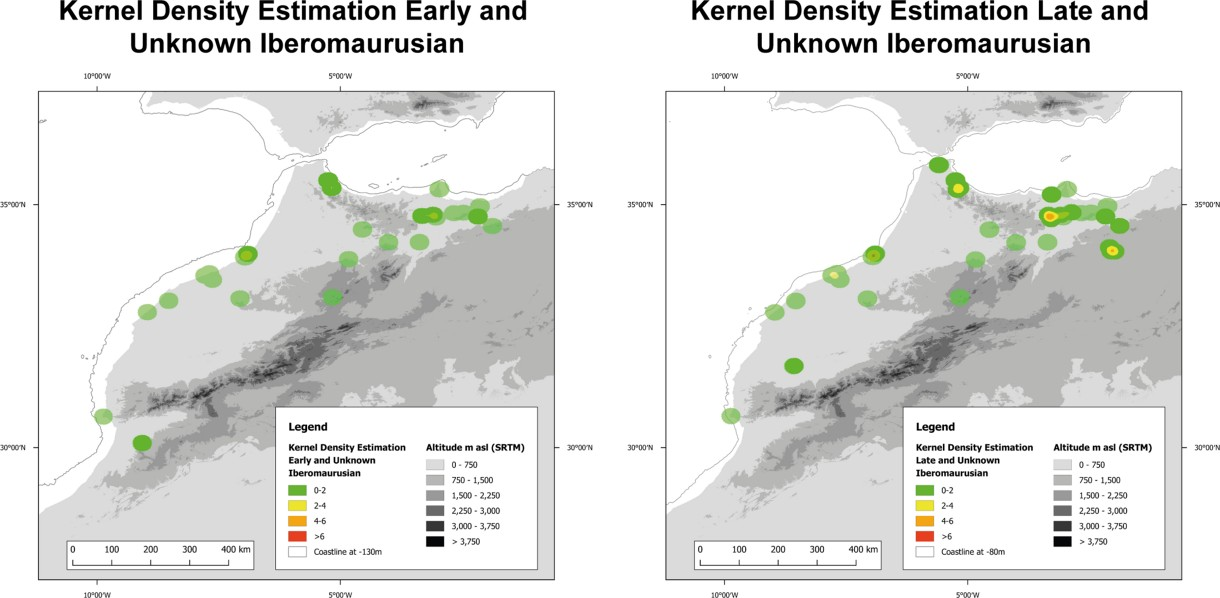 Kernel Density Estimation Early and
Unknown Iberomaurusian
10°00'W
5°00'W
35°00'N
35°00'N
30°00'N
30°00'N
Legend
Kernel Density Estimation
Early and Unknown
Iberomaurusian
0-2
2-4
4-6
>6
Coastline at -130m
Altitude m asl (SRTM)
0 - 750
750 - 1,500
1,500 - 2,250
2,250 - 3,000
3,000 - 3,750
> 3,750
0 100 200 300 400 km
10°00'W
5°00'W
Kernel Density Estimation Late and
Unknown Iberomaurusian
10°00'W
5°00'W
35°00'N
30°00'N
Legend
Kernel Density Estimation
Late and Unknown
Iberomaurusian
0-2
2-4
4-6
>6
Coastline at -80m
Altitude m asl (SRTM)
0 - 750
750 - 1,500
1,500 - 2,250
2,250 - 3,000
3,000 - 3,750
> 3,750
0 100 200 300 400 km
10°00'W
5°00'W